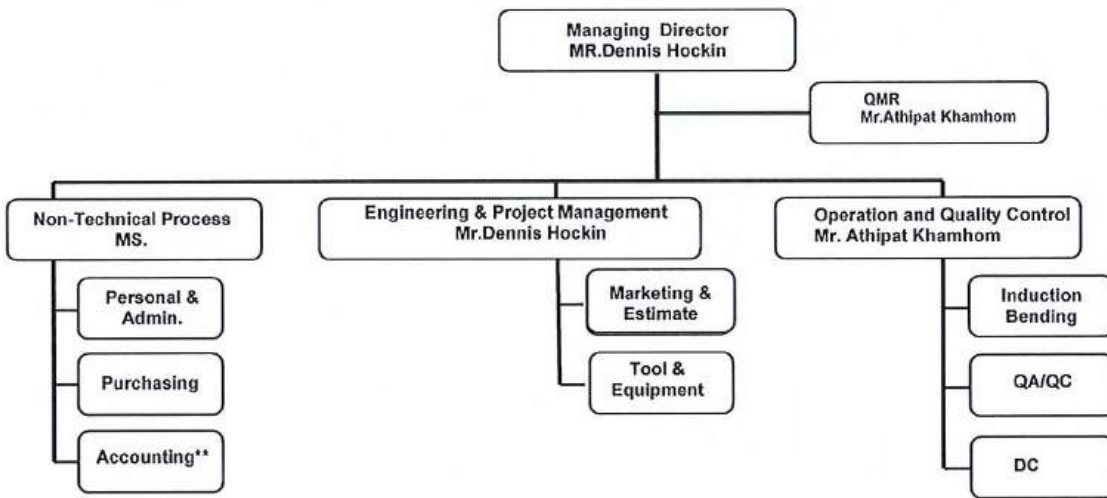 Managing Director
MR.Dennis Hockin
QMR
Mr.Athipat Khamhom
Non-Technical Process
MS.
Engineering & Project Management
Mr.Dennis Hockin
Operation and Quality Control
Mr. Athipat Khamhom
Personal &
Admin.
Purchasing
Accounting**
Marketing &
Estimate
Tool &
Equipment
Induction
Bending
QA/QC
DC